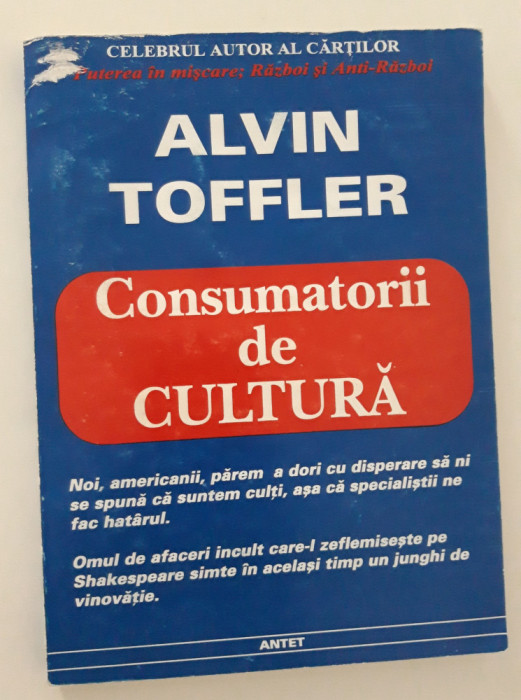 CELEBRUL AUTOR AL CĂRȚILOR
Puterea în mișcare; Război și Anti-Război
ALVIN
TOFFLER
Consumatorii
de
CULTURĂ
Noi, americanii, părem a dori cu disperare să ni
se spună că suntem culți, așa că specialiștii ne
fac hatârul.
Omul de afaceri incult care-l zeflemisește pe
Shakespeare simte în același timp un junghi de
vinovăție.
ANTET